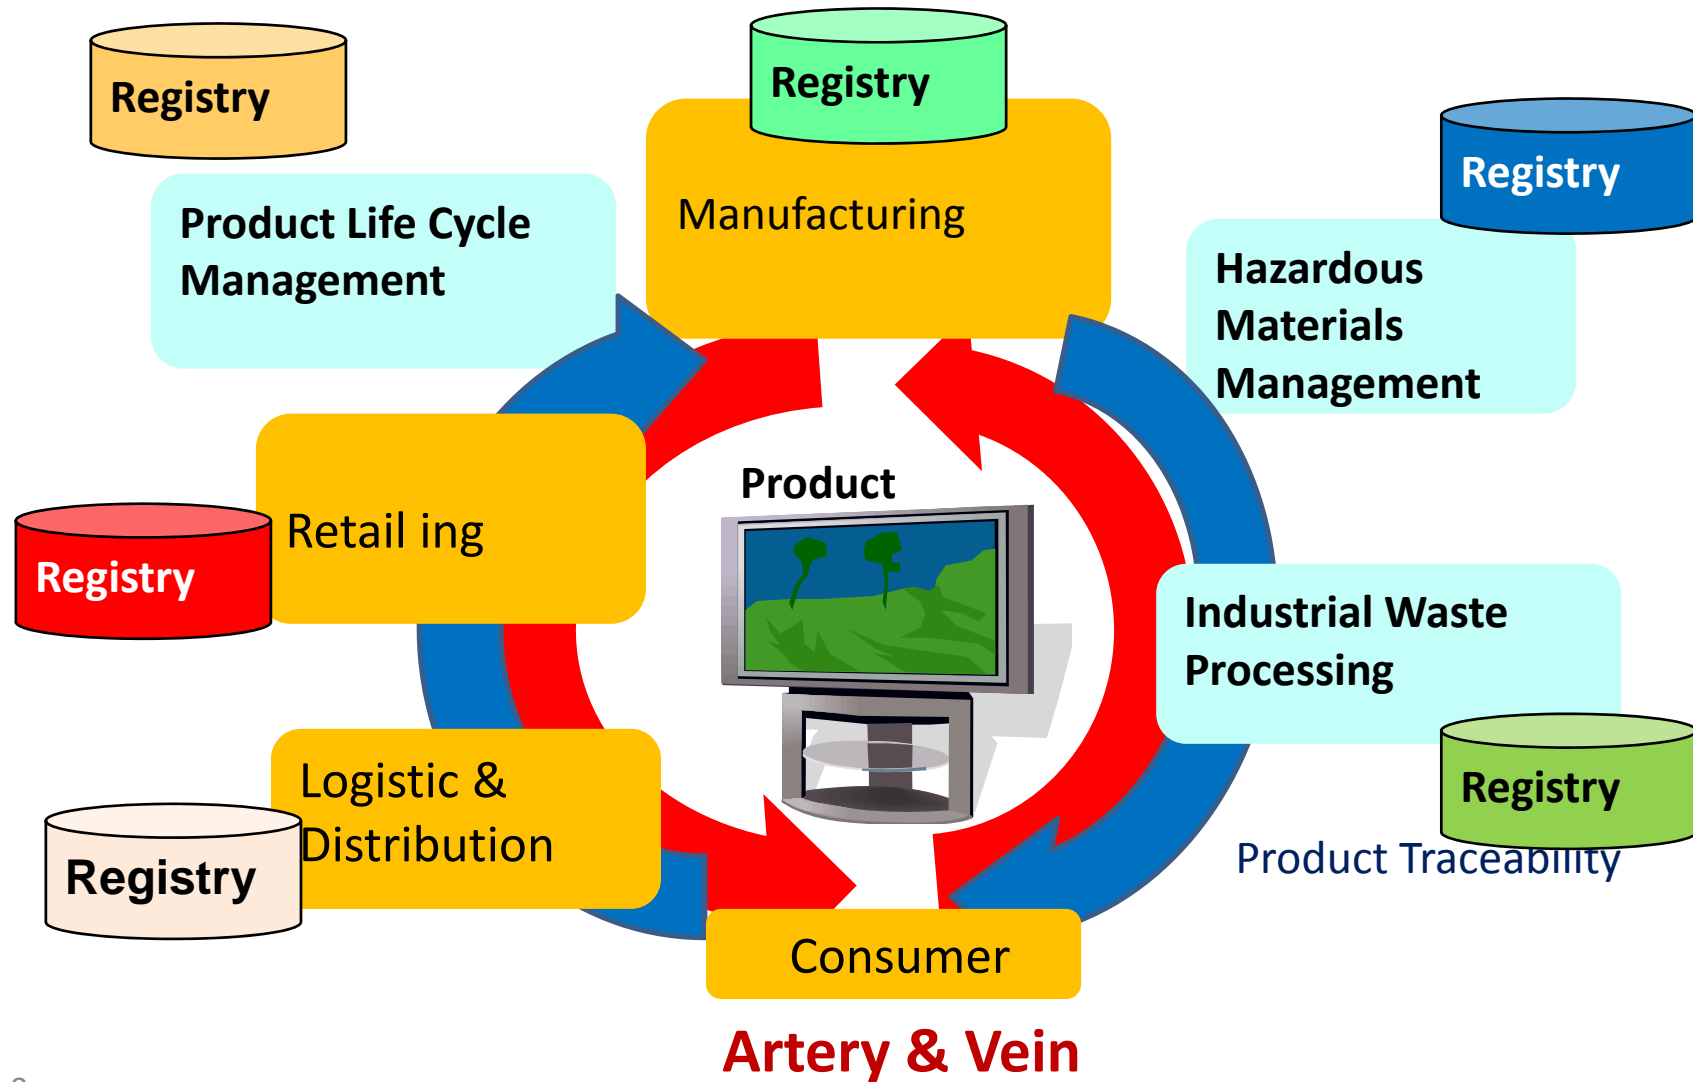 Registry
Registry
Registry
Product Life Cycle
Management
Manufacturing
Hazardous
Materials
Management
Product
Retail ing
Registry
Industrial Waste
Processing
Logistic &
Distribution
Registry
Registry
Product Traceability
Consumer
Artery & Vein